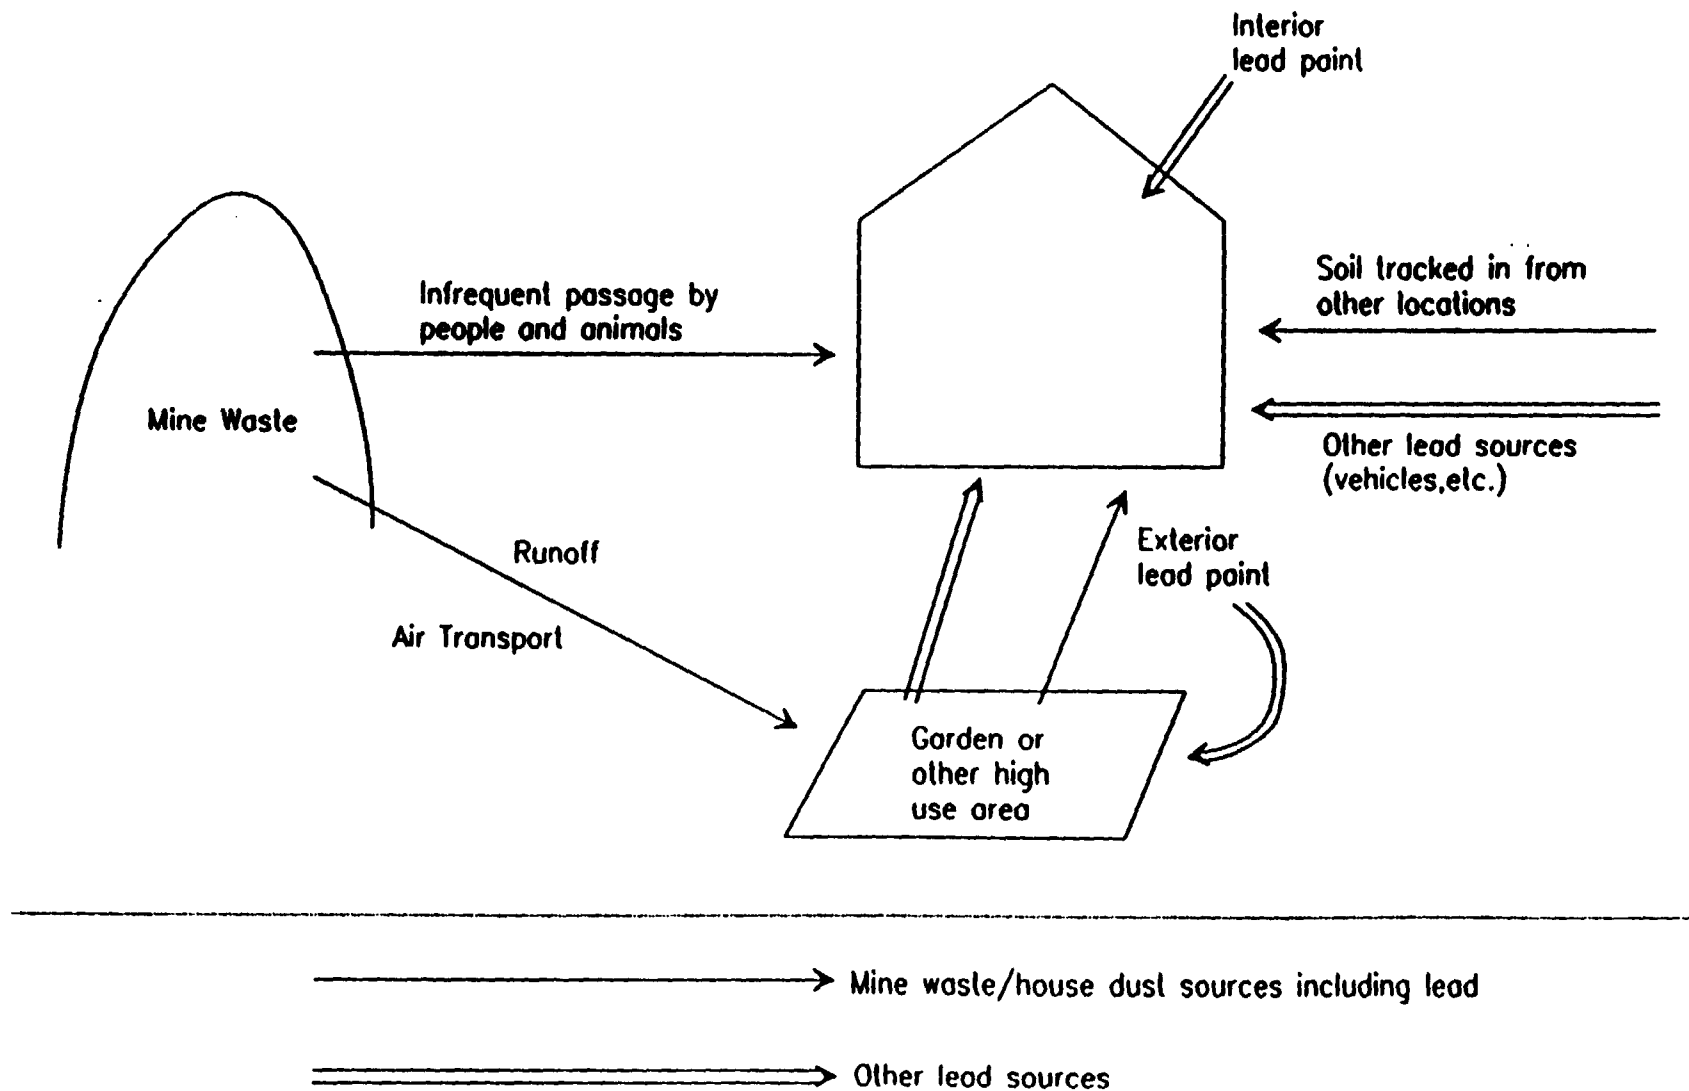 Interior
lead paint
Infrequent passage by
people and animals
Soil tracked in from
other locations
Mine Waste
Other lead sources
(vehicles,etc.)
Runoff
Exterior
lead paint
Air Transport
Garden or
other high
use area
Mine waste/house dust sources including lead
Other lead sources